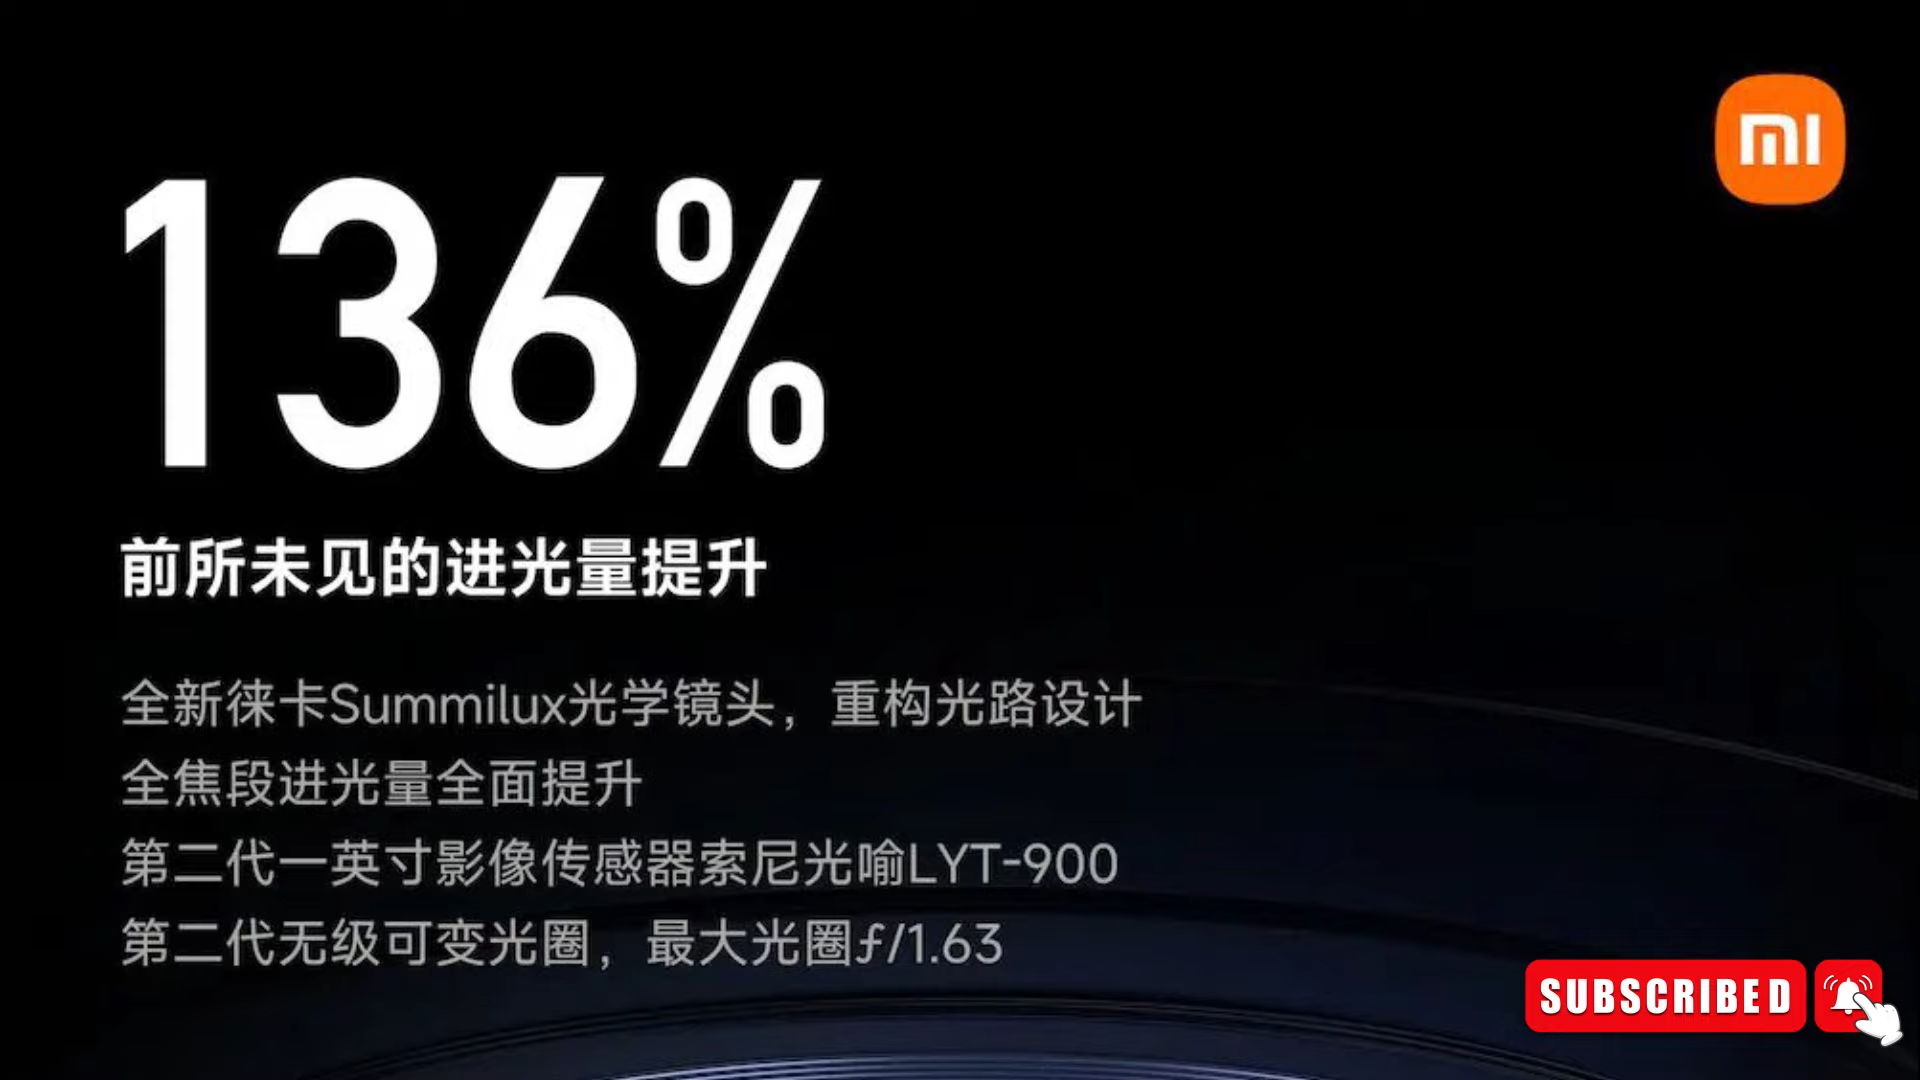 mi
136%
前所未见的进光量提升
全新徕卡Summilux光学镜头，重构光路设计
全焦段进光量全面提升
第二代一英寸影像传感器索尼光喻LYT-900
第二代无级可变光圈，最大光圈ƒ/1.63
SUBSCRIBED